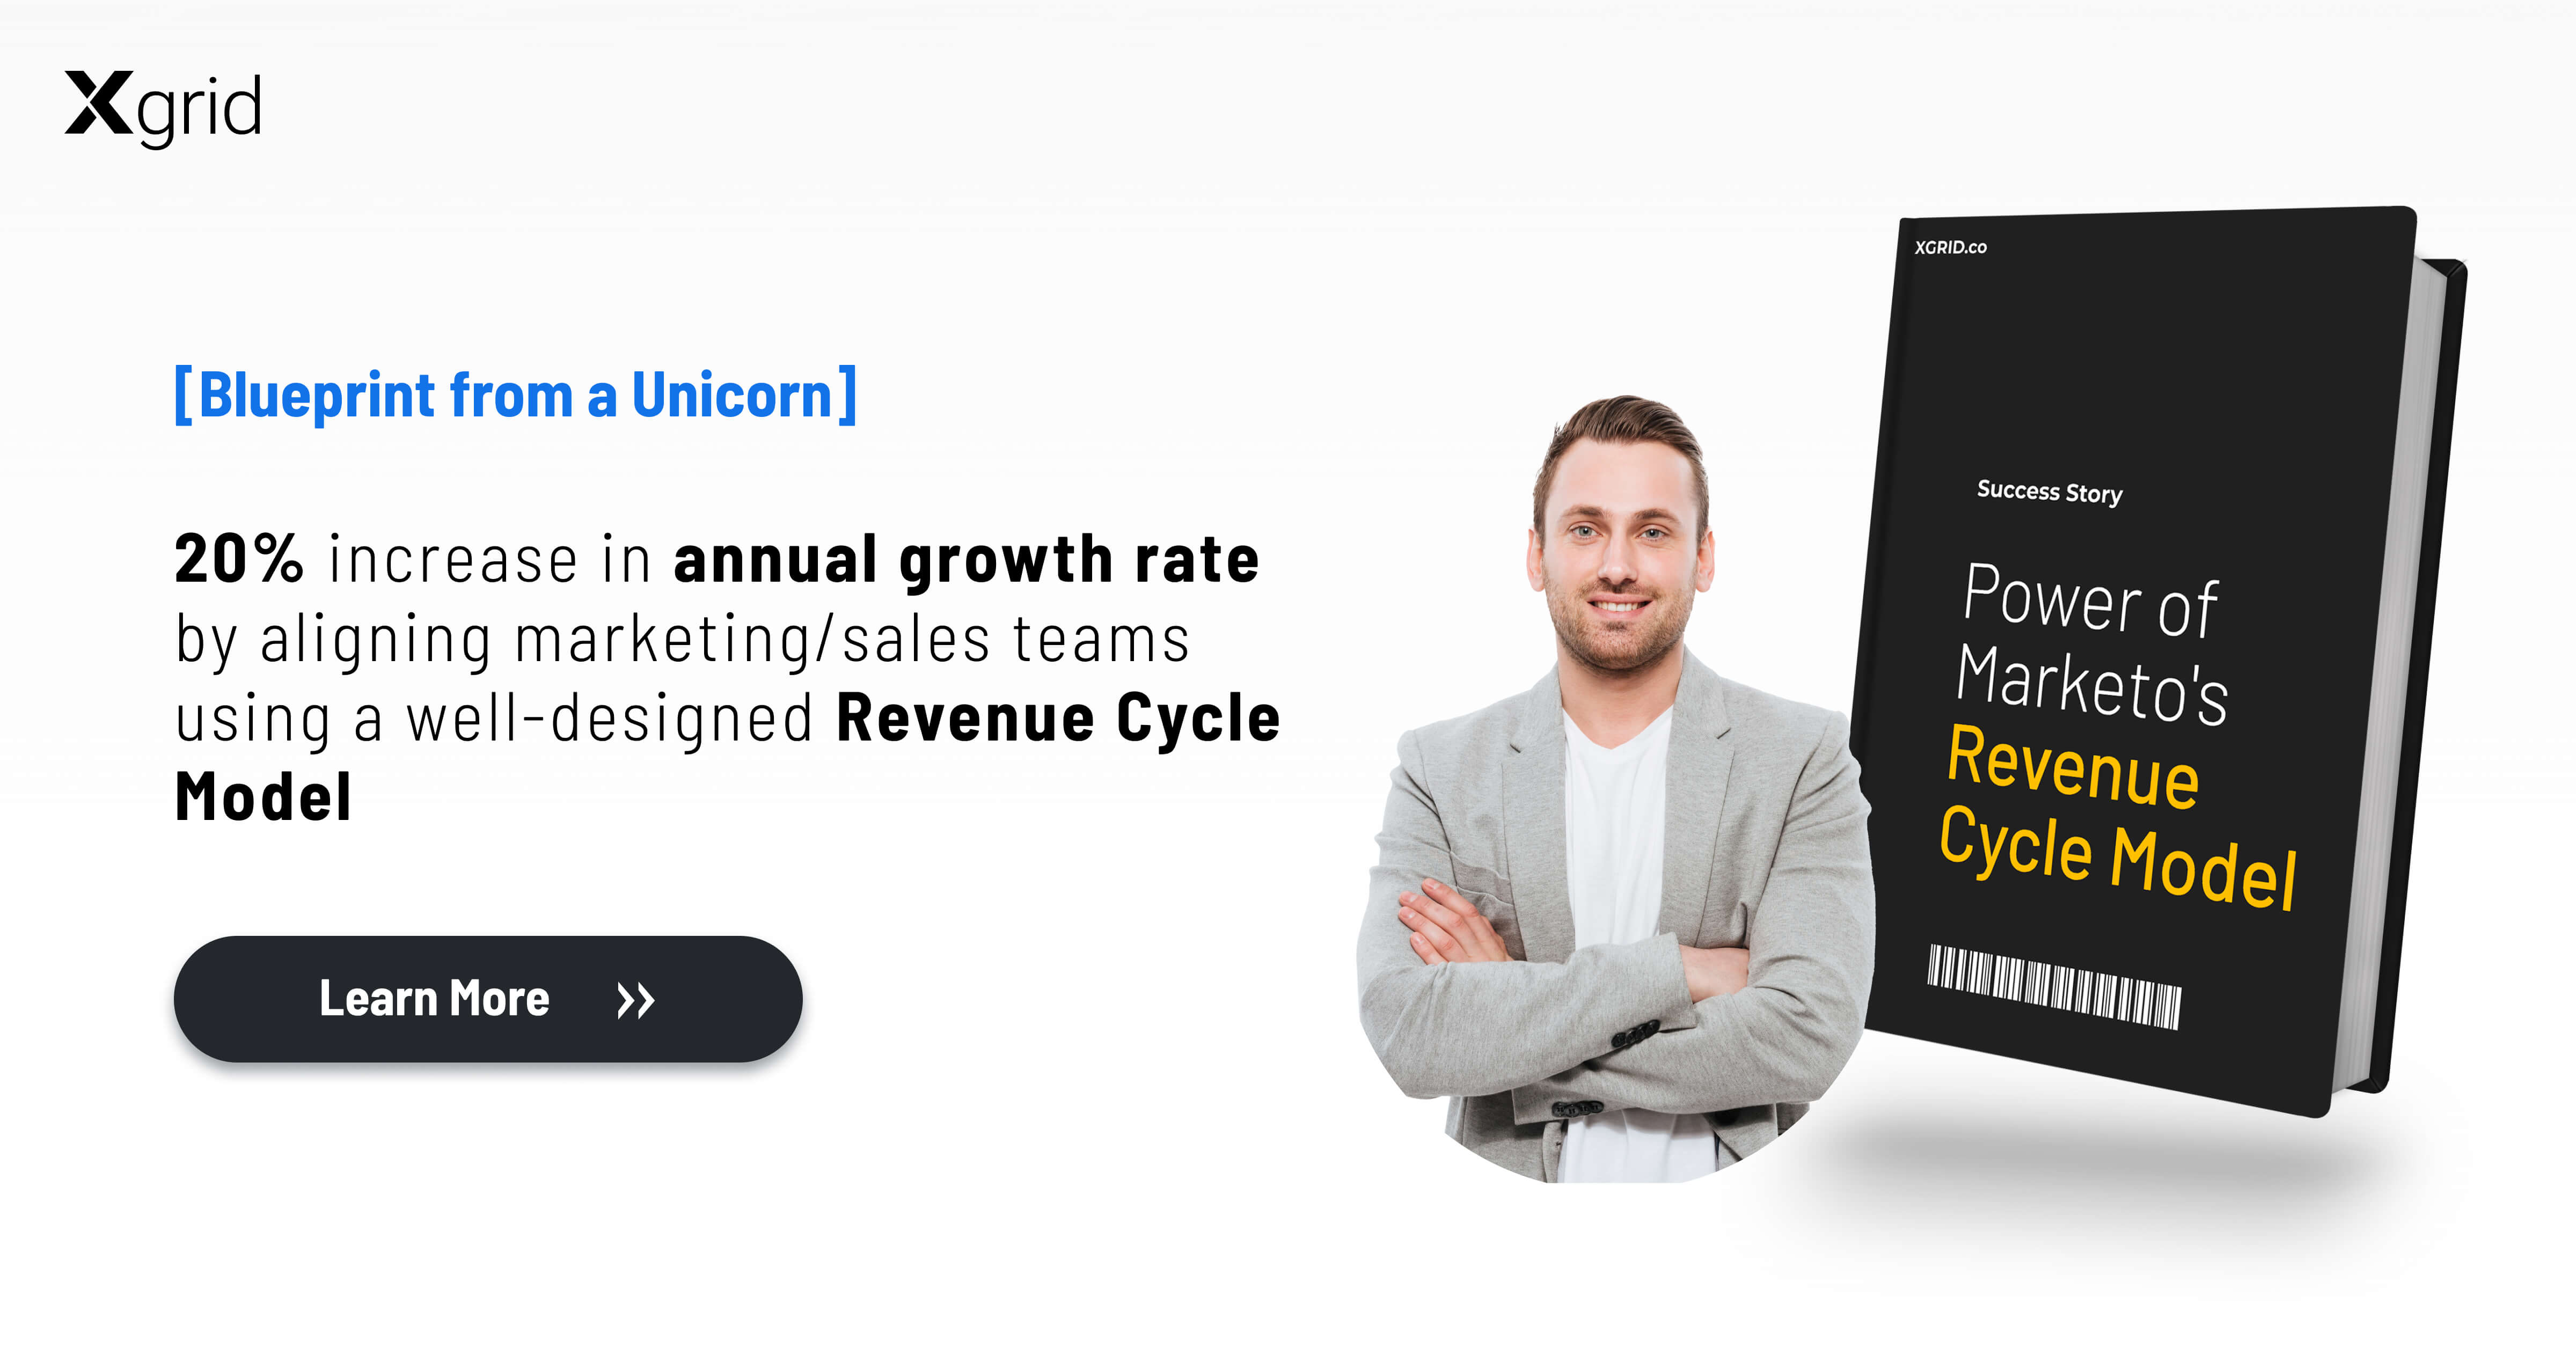 Xgrid
[Blueprint from a Unicorn]
20% increase in annual growth rate
by aligning marketing/sales teams
using a well-designed Revenue Cycle
Model
Learn More
XGRID.co
Success Story
Power of
Marketo's
Revenue
Cycle Model